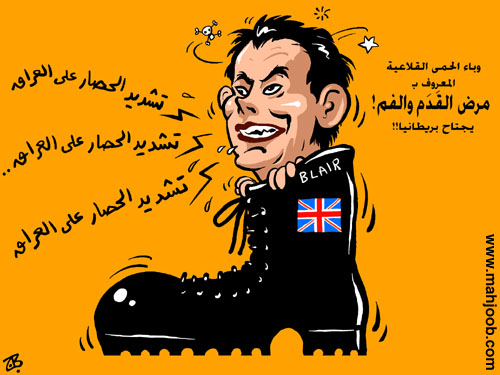 وباء الحمى القلاعية
المعروف بـ
مرض القَدَم والفم!
يجتاح بريطانيا!!
تشديد الحصار على العراق
تشديد الحصار على العراق..
تشديد الحصار على العراق
BLAIR
www.mahjoob.com